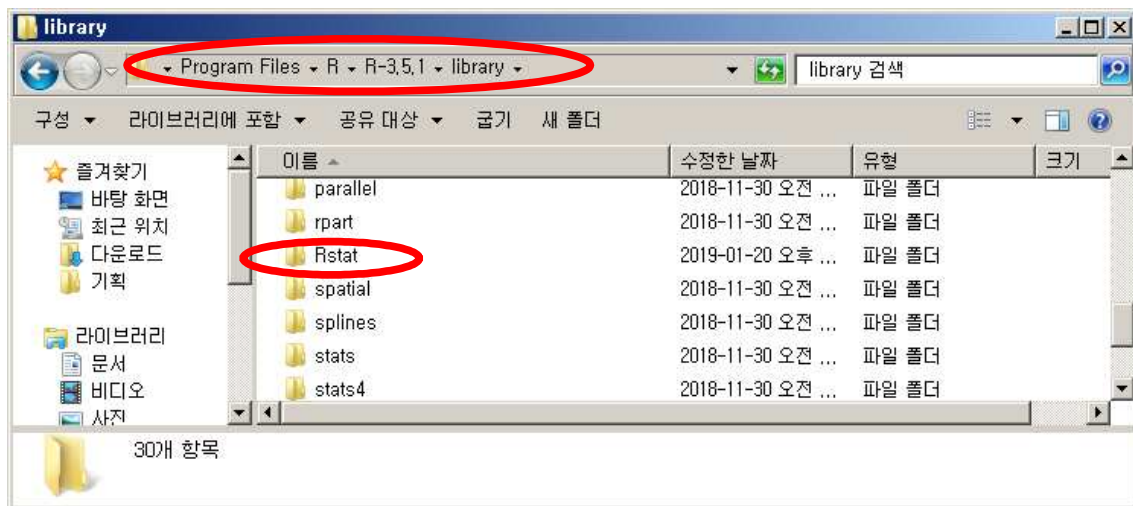 library
Program Files R R-3.5.1 library
library 검색
구성 라이브러리에 포함 공유 대상 굽기 새 폴더
이름 수정한 날짜 유형 크기
즐겨찾기
바탕 화면
최근 위치
다운로드
기획
라이브러리
문서
비디오
사진
parallel 2018-11-30 오전 ... 파일 폴더
rpart 2018-11-30 오전 ... 파일 폴더
Rstat 2019-01-20 오후 ... 파일 폴더
spatial 2018-11-30 오전 ... 파일 폴더
splines 2018-11-30 오전 ... 파일 폴더
stats 2018-11-30 오전 ... 파일 폴더
stats4 2018-11-30 오전 ... 파일 폴더
30개 항목